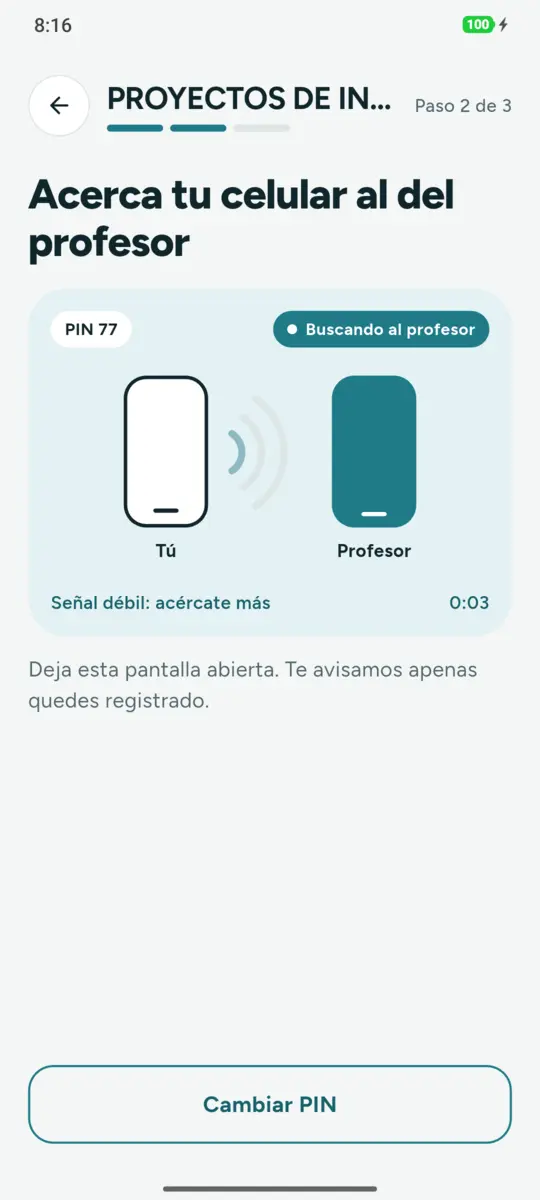 8:16
100
PROYECTOS DE IN...
Paso 2 de 3
Acerca tu celular al del
profesor
PIN 77
Buscando al profesor
Tú
Profesor
Señal débil: acércate más
0:03
Deja esta pantalla abierta. Te avisamos apenas
quedes registrado.
Cambiar PIN